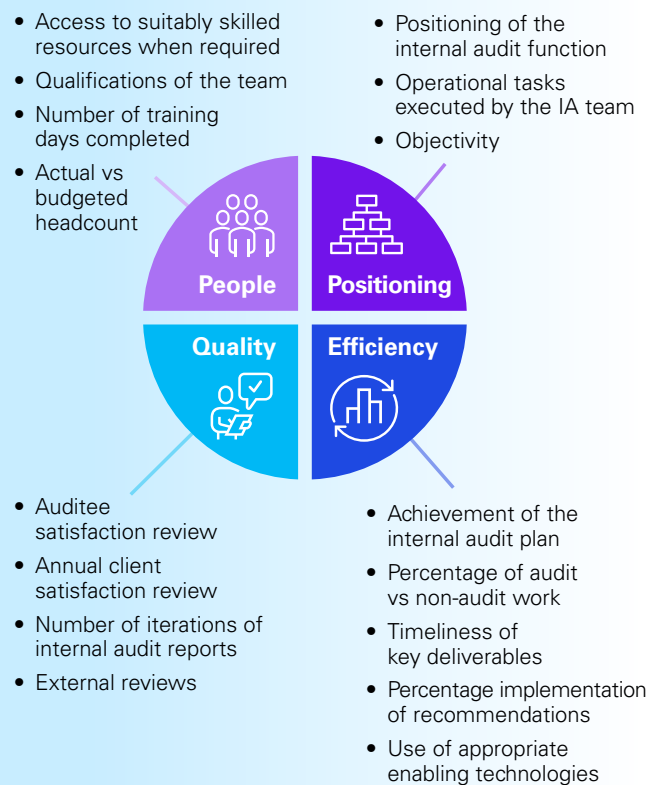 • Access to suitably skilled
resources when required
• Qualifications of the team
• Number of training
days completed
• Actual vs
budgeted
headcount
• Positioning of the
internal audit function
• Operational tasks
executed by the IA team
• Objectivity
People
Positioning
Quality
Efficiency
• Auditee
satisfaction review
• Annual client
satisfaction review
• Number of iterations of
internal audit reports
• External reviews
• Achievement of the
internal audit plan
• Percentage of audit
vs non-audit work
• Timeliness of
key deliverables
• Percentage implementation
of recommendations
• Use of appropriate
enabling technologies